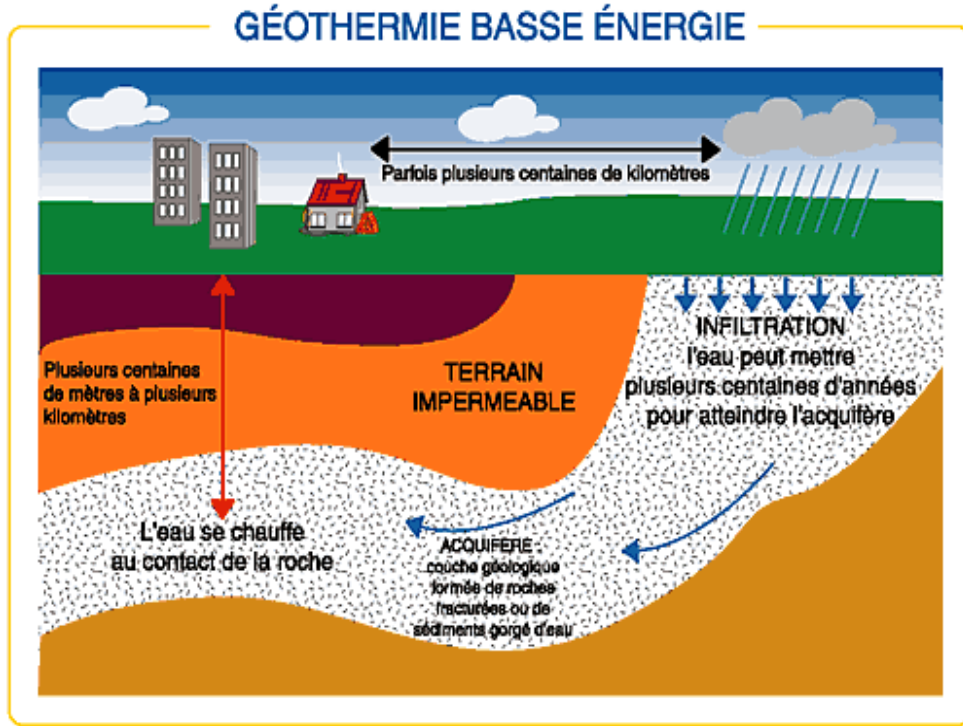 GÉOTHERMIE BASSE ÉNERGIE
Parfois plusieurs centaines de kilomètres
INFILTRATION
l'eau peut mettre
plusieurs centaines d'années
pour atteindre l'acquifère
Plusieurs centaines
de mètres à plusieurs
kilomètres
TERRAIN
IMPERMEABLE
L'eau se chauffe
au contact de la roche
ACQUIFÈRE :
couche géologique
formée de roches
fracturées ou de
sédiments gorgé d'eau